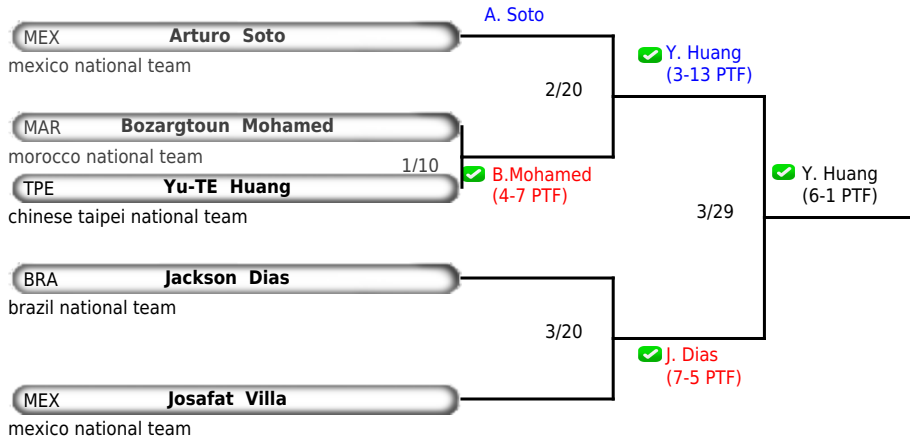 A. Soto
MEX Arturo Soto
mexico national team
Y. Huang
(3-13 PTF)
2/20
MAR Bozargtoun Mohamed
morocco national team
1/10
B.Mohamed
(4-7 PTF)
TPE Yu-TE Huang
chinese taipei national team
Y. Huang
(6-1 PTF)
3/29
BRA Jackson Dias
brazil national team
3/20
J. Dias
(7-5 PTF)
MEX Josafat Villa
mexico national team